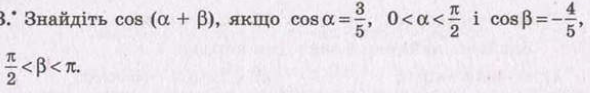 3.• Знайдіть cos (α + β), якщо cos α = 3/5, 0 < α < π/2 і cos β = −4/5,
π/2 < β < π.